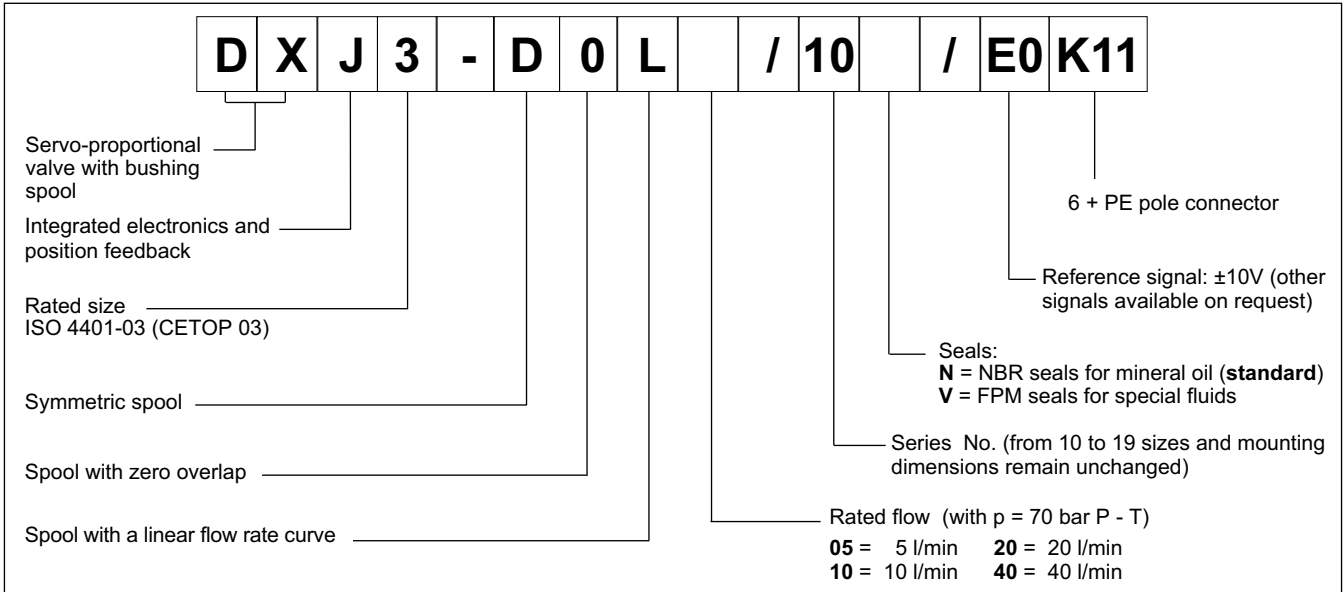 D X J 3 - D 0 L / 10 / E0 K11
Servo-proportional
valve with bushing
spool
Integrated electronics and
position feedback
Rated size
ISO 4401-03 (CETOP 03)
Symmetric spool
Spool with zero overlap
Spool with a linear flow rate curve
6 + PE pole connector
Reference signal: ±10V (other
signals available on request)
Seals:
N = NBR seals for mineral oil (standard)
V = FPM seals for special fluids
Series No. (from 10 to 19 sizes and mounting
dimensions remain unchanged)
Rated flow (with p = 70 bar P - T)
05 = 5 l/min 20 = 20 l/min
10 = 10 l/min 40 = 40 l/min